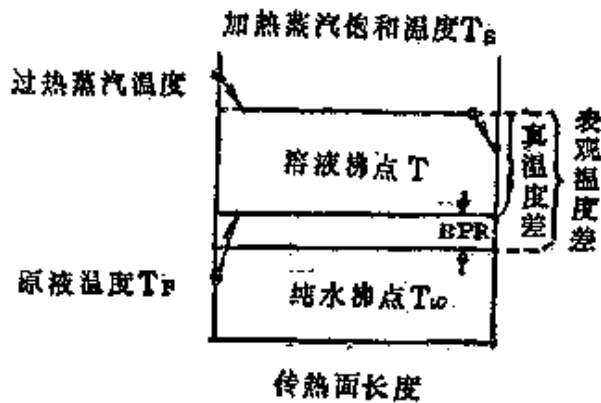 加热蒸汽饱和温度Ts
过热蒸汽温度
溶液沸点 T
真温度差
表观温度差
BPR
原液温度TF
纯水沸点Tω
传热面长度